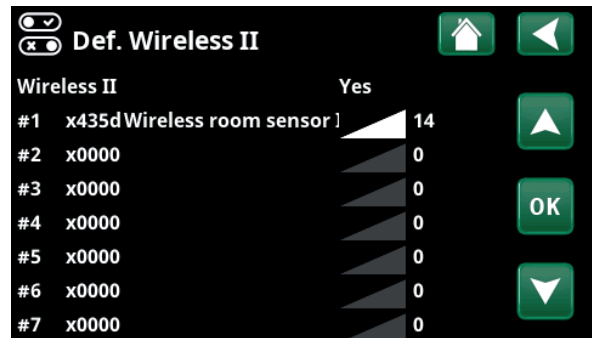 Def. Wireless II
Wireless II Yes
#1 x435d Wireless room sensor 14
#2 x0000 0
#3 x0000 0
#4 x0000 0
#5 x0000 0
#6 x0000 0
#7 x0000 0
OK